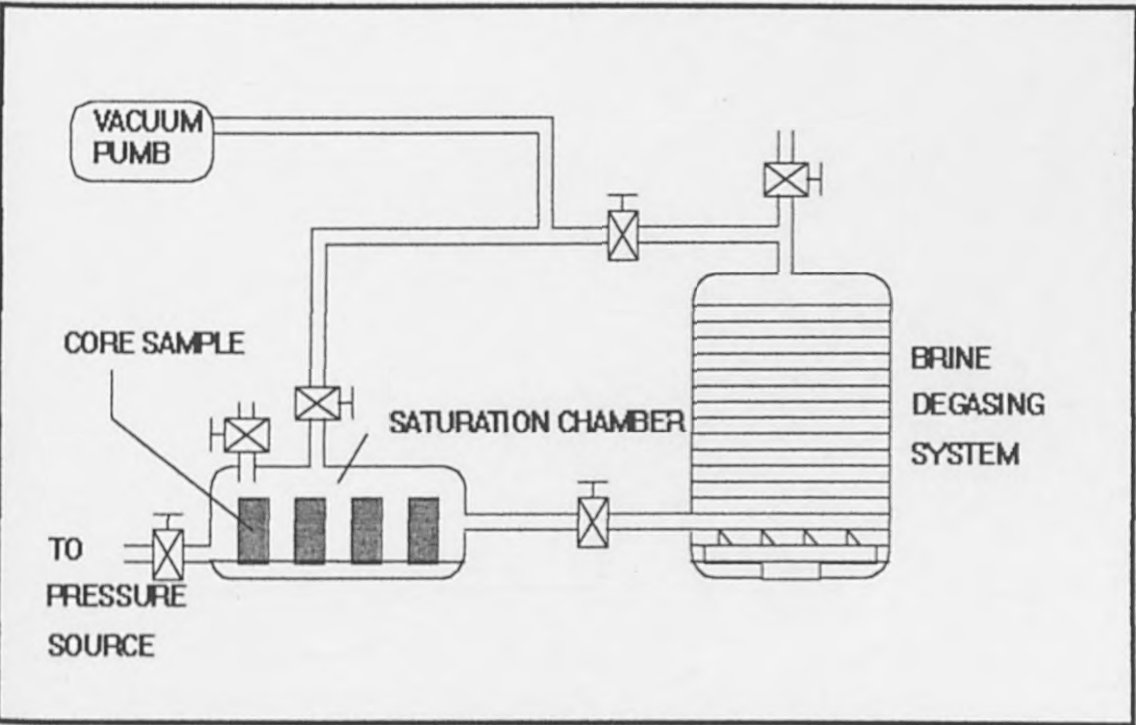 VACUUM
PUMB
CORE SAMPLE
SATURATION CHAMBER
BRINE
DEGASING
SYSTEM
TO
PRESSURE
SOURCE